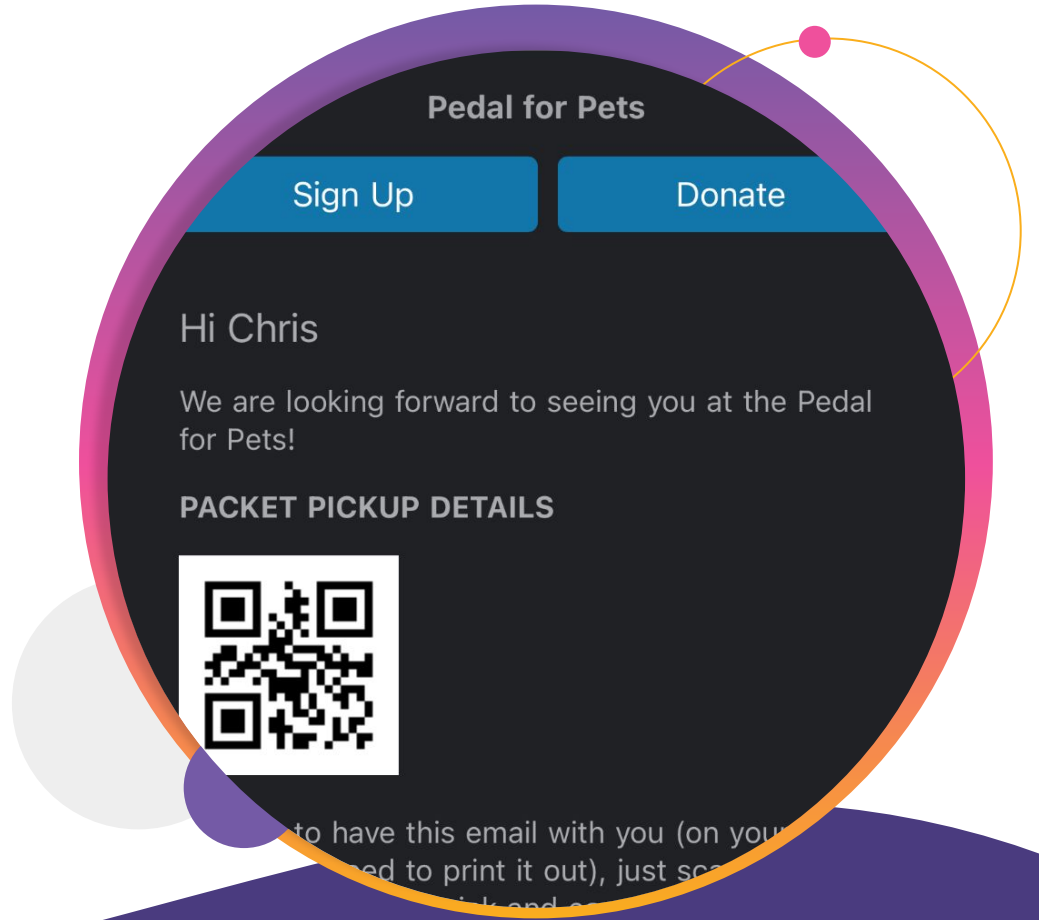 Pedal for Pets
Sign Up
Donate
Hi Chris
We are looking forward to seeing you at the Pedal
for Pets!
PACKET PICKUP DETAILS
to have this email with you (on your
to print it out), just
and